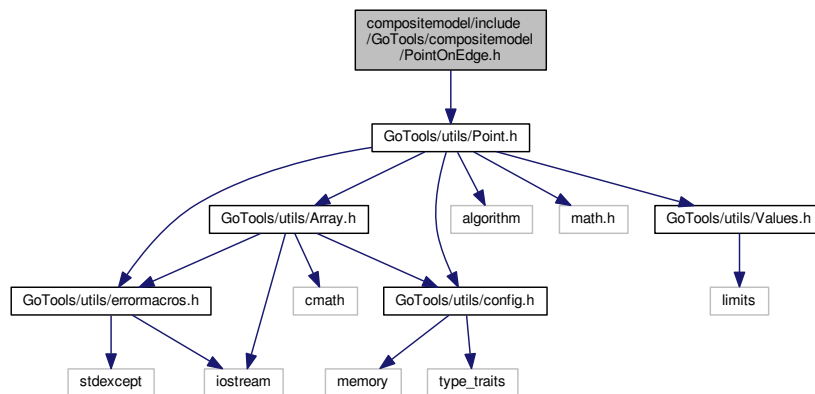 compositemodel/include
/GoTools/compositemodel
/PointOnEdge.h
GoTools/utils/Point.h
GoTools/utils/Array.h
algorithm
math.h
GoTools/utils/Values.h
GoTools/utils/errormacros.h
cmath
GoTools/utils/config.h
limits
stdexcept
iostream
memory
type_traits